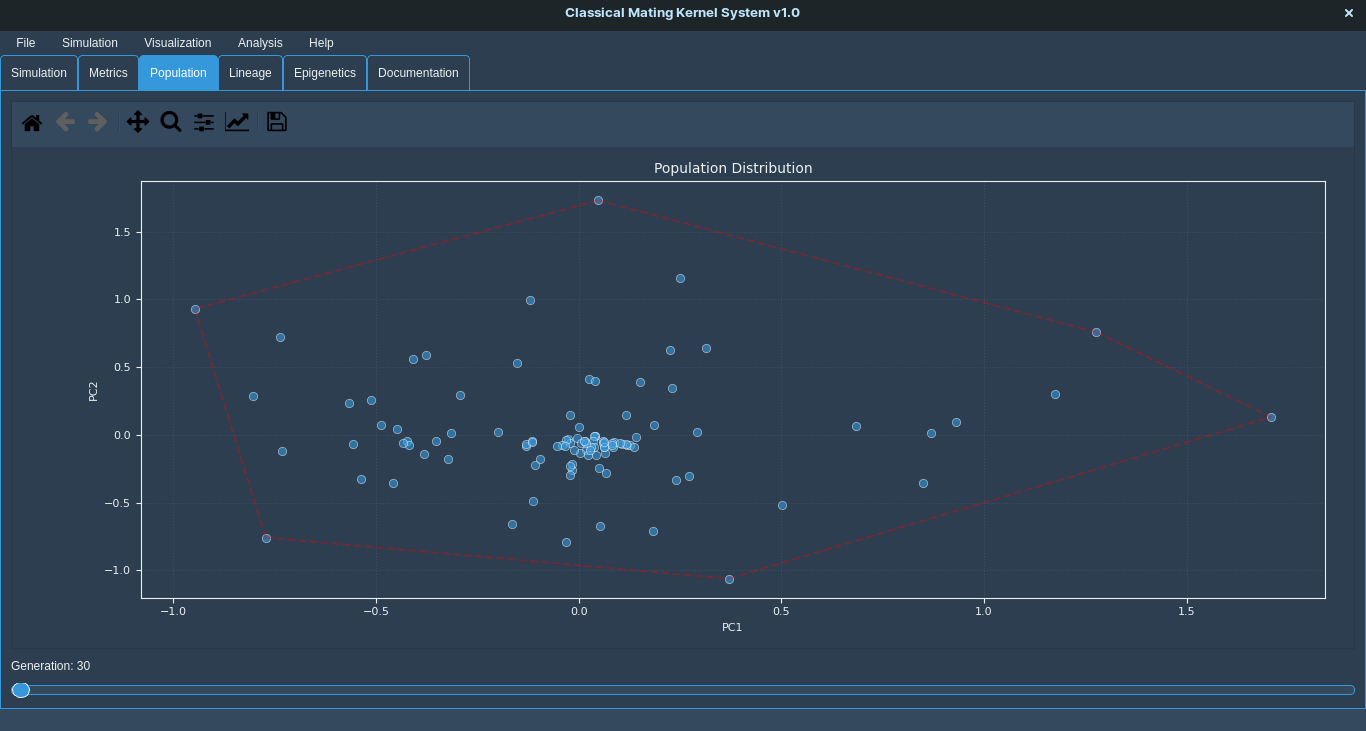 Classical Mating Kernel System v1.0 ×
File Simulation Visualization Analysis Help
Simulation Metrics Population Lineage Epigenetics Documentation
Population Distribution
1.5
1.0
0.5
0.0
−0.5
−1.0
PC2
−1.0 −0.5 0.0 0.5 1.0 1.5
PC1
Generation: 30